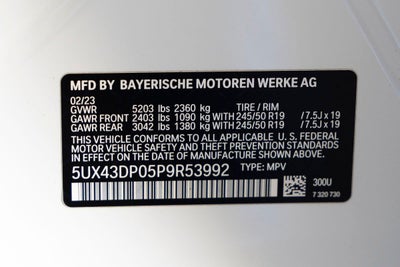 MFD BY BAYERISCHE MOTOREN WERKE AG
02/23
GVWR 5203 lbs 2360 kg TIRE / RIM
GAWR FRONT 2403 lbs 1090 kg WITH 245/50 R19 / 7.5J x 19
GAWR REAR 3042 lbs 1380 kg WITH 245/50 R19 / 7.5J x 19
THIS VEHICLE CONFORMS TO ALL APPLICABLE U.S. FEDERAL
MOTOR VEHICLE SAFETY, BUMPER, AND
THEFT PREVENTION STANDARDS IN
EFFECT ON THE DATE OF MANUFACTURE SHOWN ABOVE.
5UX43DP05P9R53992 TYPE: MPV
300U
7 320 730